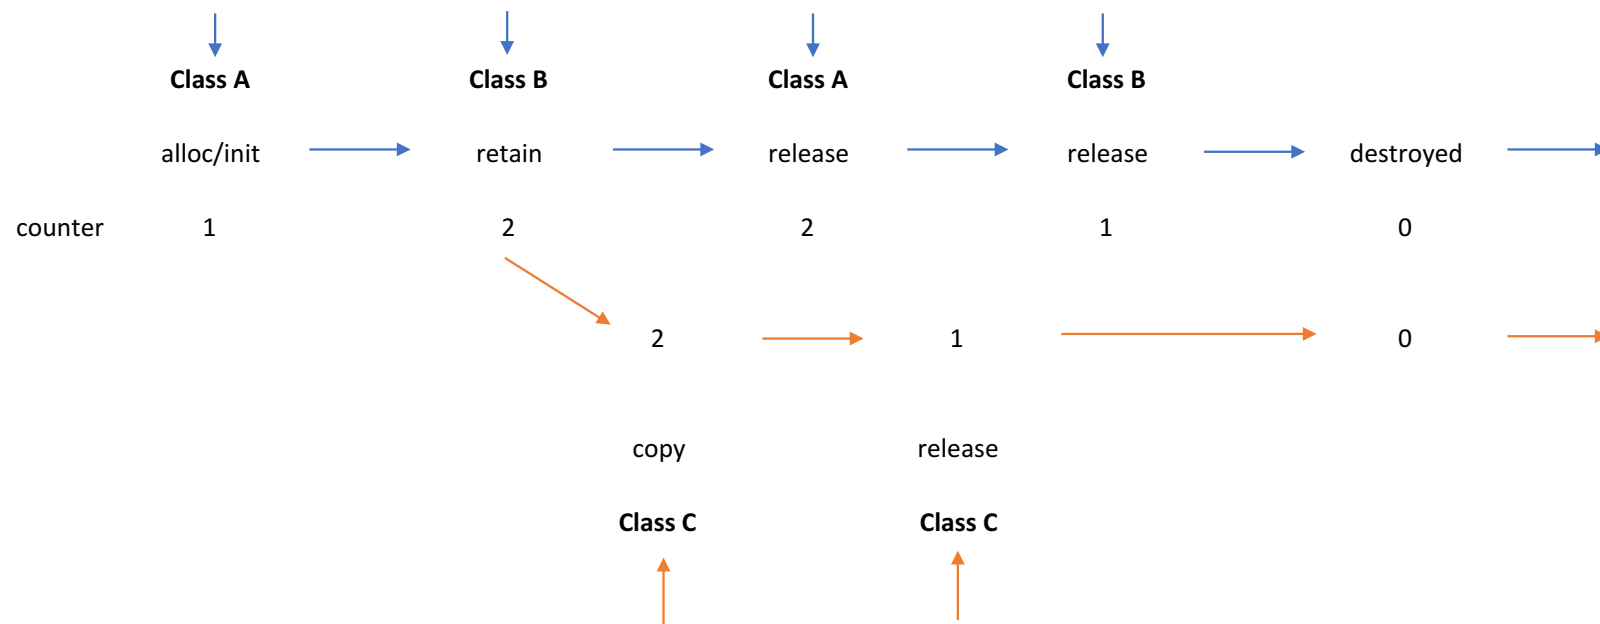 Class A Class B Class A Class B
alloc/init retain release release destroyed
counter 1 2 2 1 0
2 1 0
copy release
Class C Class C